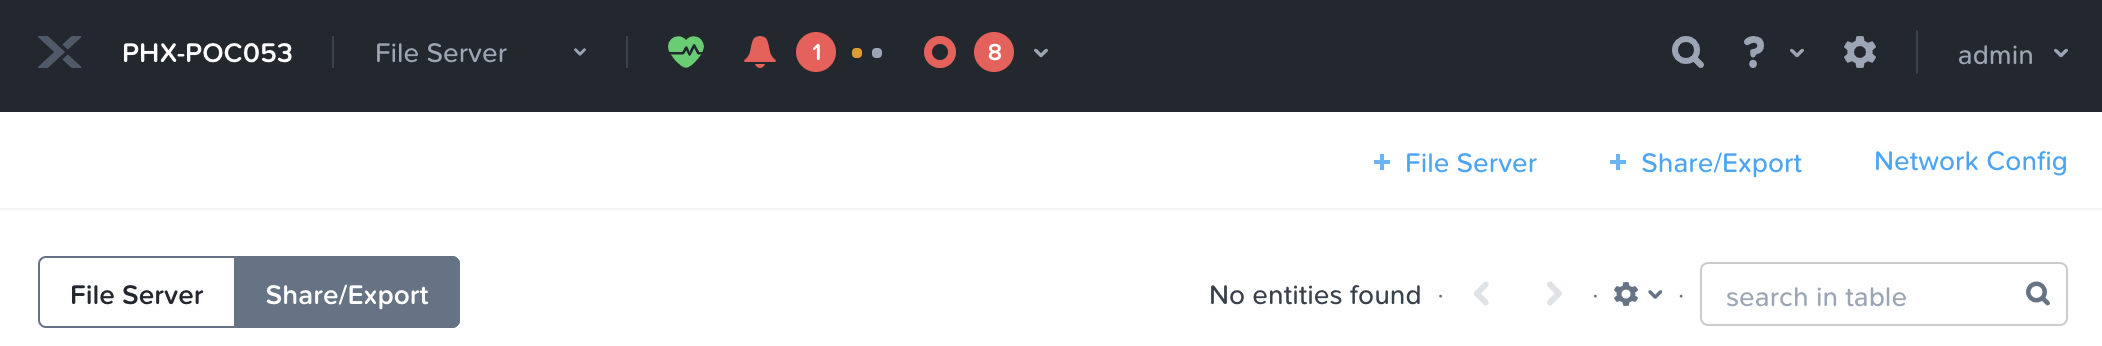 PHX-POC053 File Server 1 8 ? admin
+ File Server + Share/Export Network Config
File Server Share/Export No entities found · · · search in table